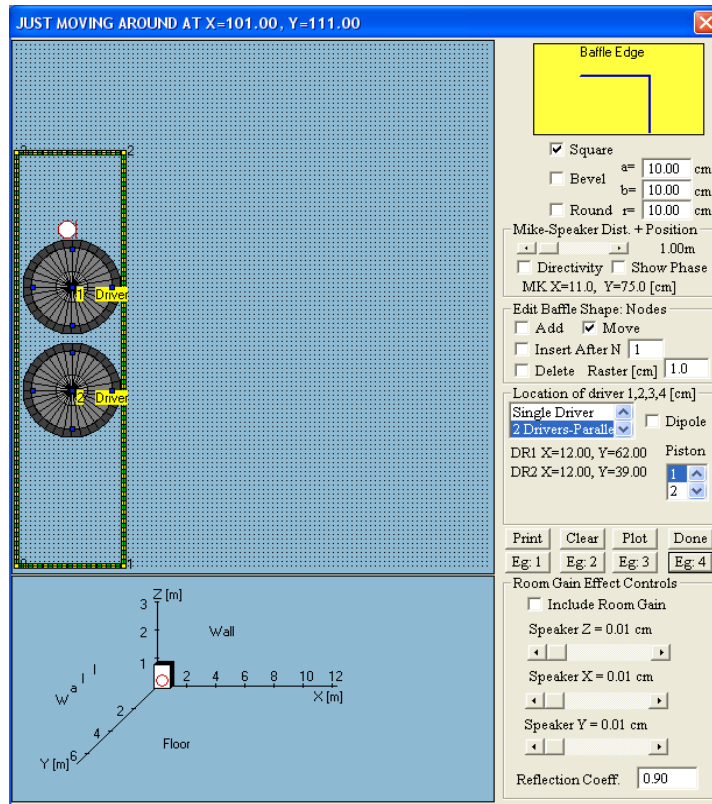 JUST MOVING AROUND AT X=101.00, Y=111.00
Baffle Edge
Square
Bevel
a= 10.00 cm
b= 10.00 cm
Round r= 10.00 cm
Mike-Speaker Dist. + Position
1.00m
Directivity Show Phase
MK X=11.0, Y=75.0 [cm]
Edit Baffle Shape: Nodes
Add Move
Insert After N 1
Delete Raster [cm] 1.0
Location of driver 1,2,3,4 [cm]
Single Driver
2 Drivers-Paralle
Dipole
DR1 X=12.00, Y=62.00
DR2 X=12.00, Y=39.00
Piston
1
2
Print Clear Plot Done
Eg: 1 Eg: 2 Eg: 3 Eg: 4
Room Gain Effect Controls
Include Room Gain
Speaker Z = 0.01 cm
Speaker X = 0.01 cm
Speaker Y = 0.01 cm
Reflection Coeff. 0.90
2
1 Driver
2 Driver
1
Z [m]
3
2
1
Wall
Wall
2 4 6 8 10 12
X [m]
2
4
6
Y [m]
Floor